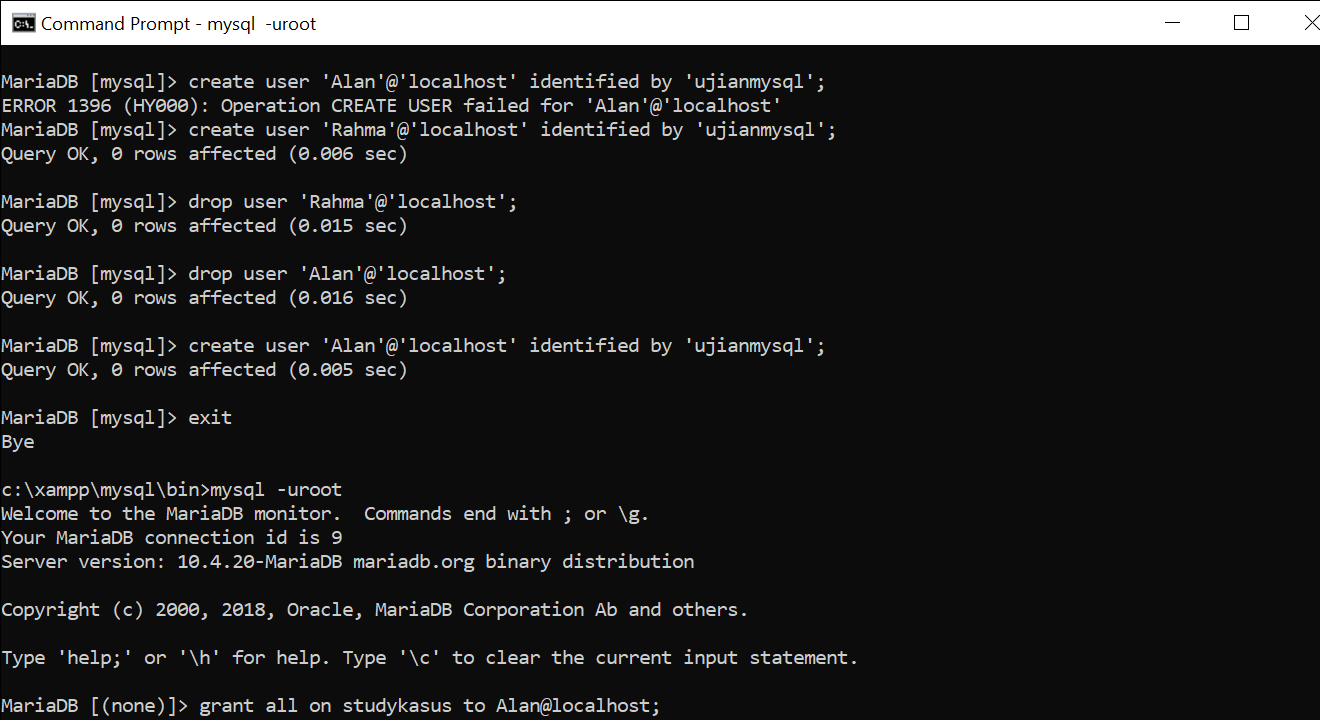 Command Prompt - mysql  -uroot
MariaDB [mysql]> create user 'Alan'@'localhost' identified by 'ujianmysql';
ERROR 1396 (HY000): Operation CREATE USER failed for 'Alan'@'localhost'
MariaDB [mysql]> create user 'Rahma'@'localhost' identified by 'ujianmysql';
Query OK, 0 rows affected (0.006 sec)
MariaDB [mysql]> drop user 'Rahma'@'localhost';
Query OK, 0 rows affected (0.015 sec)
MariaDB [mysql]> drop user 'Alan'@'localhost';
Query OK, 0 rows affected (0.016 sec)
MariaDB [mysql]> create user 'Alan'@'localhost' identified by 'ujianmysql';
Query OK, 0 rows affected (0.005 sec)
MariaDB [mysql]> exit
Bye
c:\xampp\mysql\bin>mysql -uroot
Welcome to the MariaDB monitor.  Commands end with ; or \g.
Your MariaDB connection id is 9
Server version: 10.4.20-MariaDB mariadb.org binary distribution
Copyright (c) 2000, 2018, Oracle, MariaDB Corporation Ab and others.
Type 'help;' or '\h' for help. Type '\c' to clear the current input statement.
MariaDB [(none)]> grant all on studykasus to Alan@localhost;